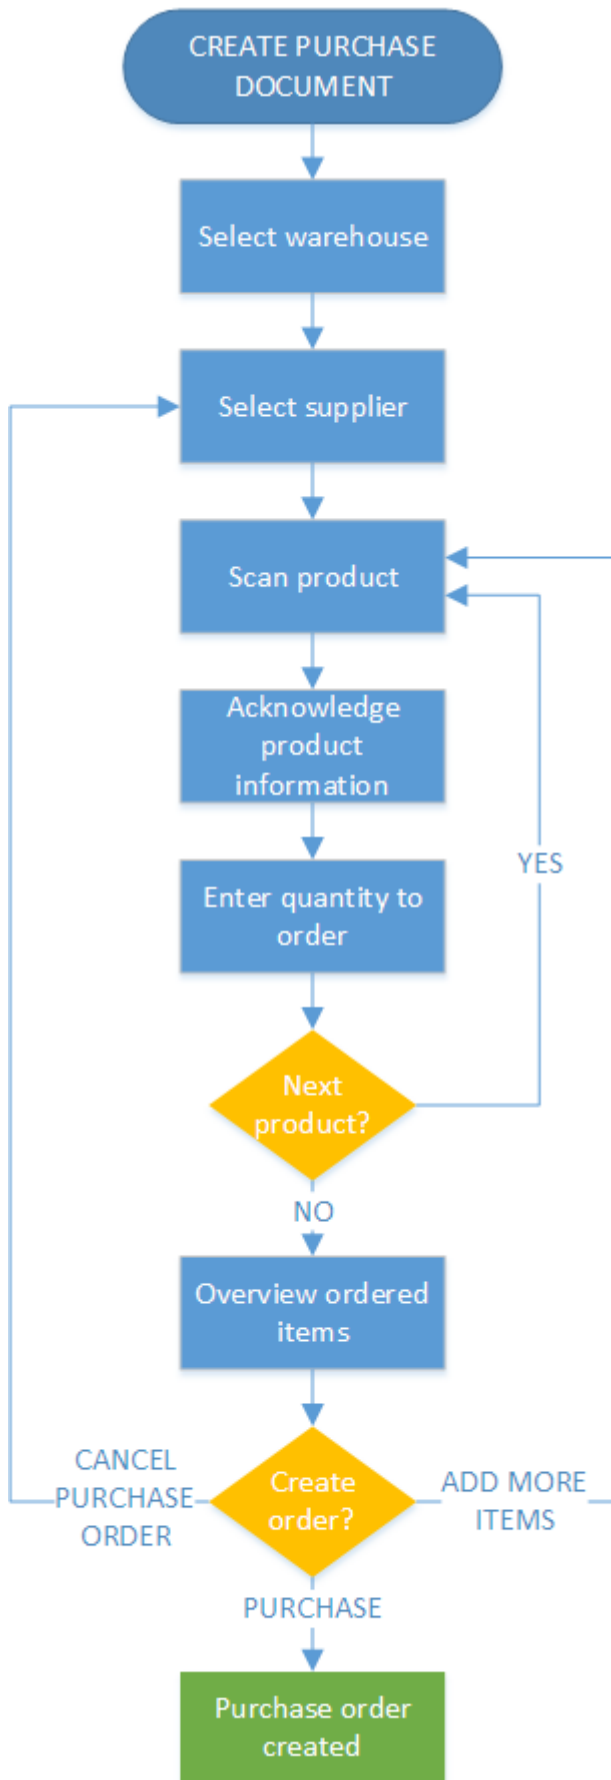 CREATE PURCHASE
DOCUMENT
Select warehouse
Select supplier
Scan product
Acknowledge
product
information
YES
Enter quantity to
order
Next
product?
NO
Overview ordered
items
CANCEL
PURCHASE
ORDER
Create
order?
ADD MORE
ITEMS
PURCHASE
Purchase order
created